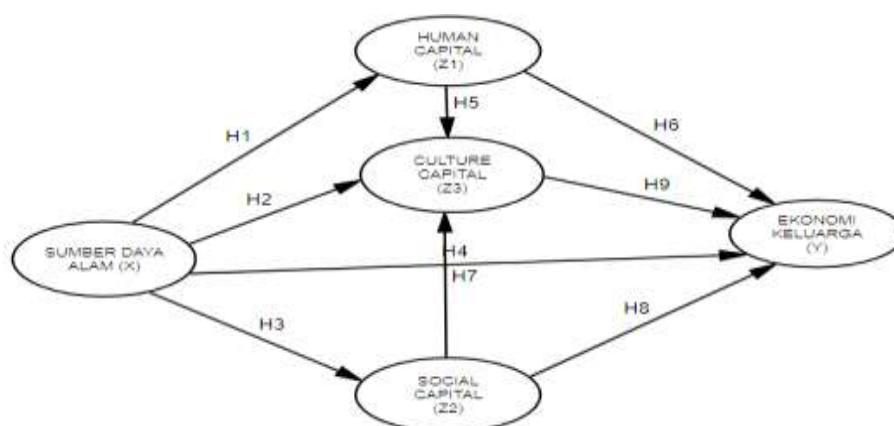 HUMAN
CAPITAL
(Z1)
H5
H1
H6
CULTURE
CAPITAL
(Z3)
H2
H9
EKONOMI
KELUARGA
(Y)
SUMBER DAYA
ALAM (X)
H4
H7
H3
H8
SOCIAL
CAPITAL
(Z2)